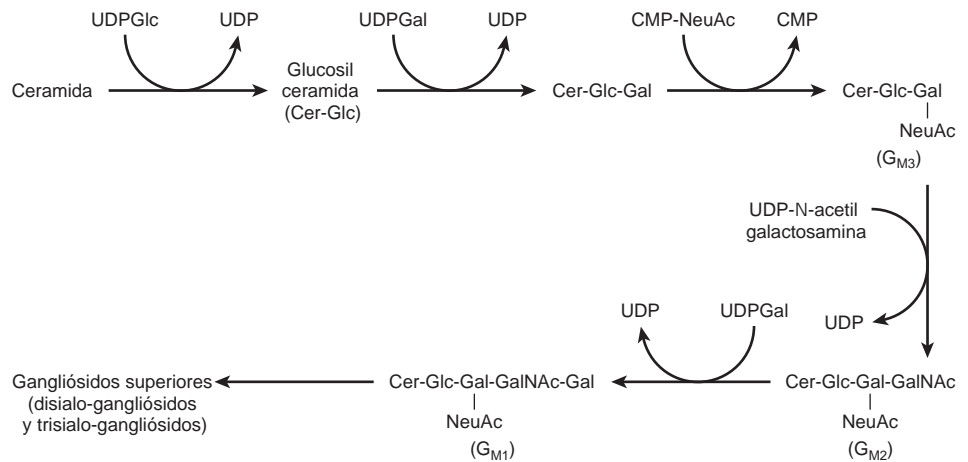 UDPGlc UDP UDPGal UDP CMP-NeuAc CMP
Ceramida
Glucosil
ceramida
(Cer-Glc)
Cer-Glc-Gal
Cer-Glc-Gal
NeuAc
(GM3)
UDP-N-acetil
galactosamina
UDP
UDP UDPGal
Cer-Glc-Gal-GalNAc
NeuAc
(GM2)
Cer-Glc-Gal-GalNAc-Gal
NeuAc
(GM1)
Gangliósidos superiores
(disialo-gangliósidos
y trisialo-gangliósidos)